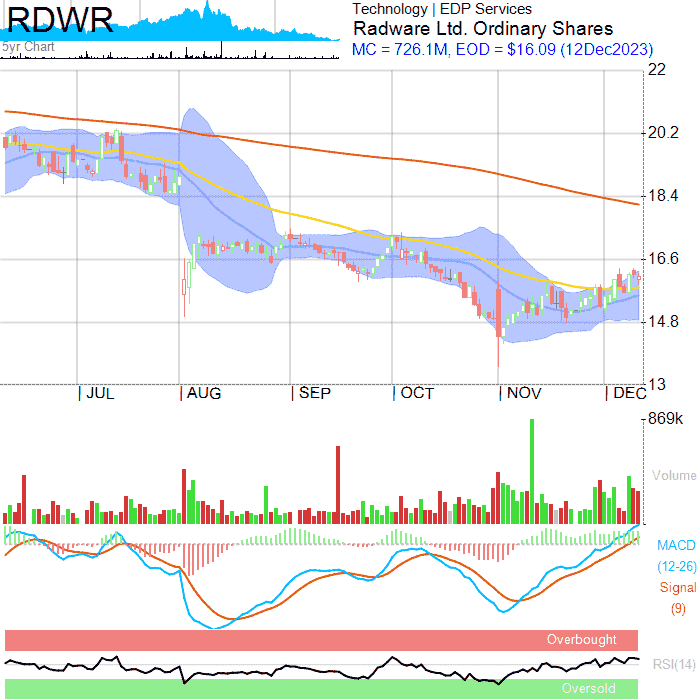 RDWR
5yr Chart
Technology | EDP Services
Radware Ltd. Ordinary Shares
MC = 726.1M, EOD = $16.09 (12Dec2023)
22
20.2
18.4
16.6
14.8
13
| JUL | AUG | SEP | OCT | NOV | DEC
869k
Volume
MACD
(12-26)
Signal
(9)
Overbought
RSI(14)
Oversold